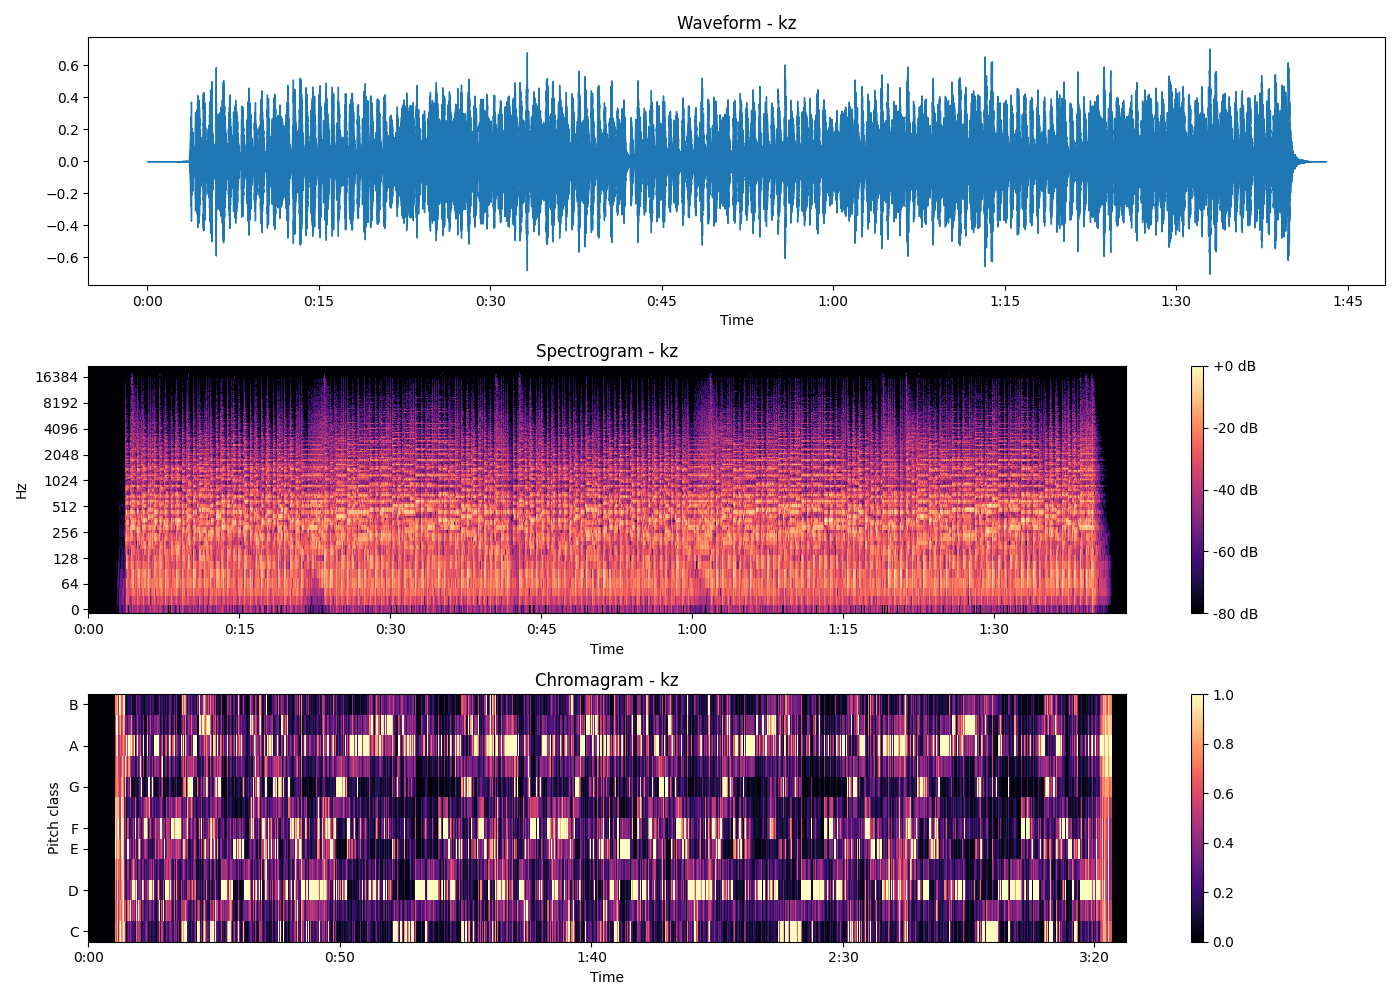 Waveform - kz
0.6
0.4
0.2
0.0
−0.2
−0.4
−0.6
0:00 0:15 0:30 0:45 1:00 1:15 1:30 1:45
Time
Spectrogram - kz
16384
8192
4096
2048
1024
512
256
128
64
0
Hz
0:00 0:15 0:30 0:45 1:00 1:15 1:30
Time
+0 dB
-20 dB
-40 dB
-60 dB
-80 dB
Chromagram - kz
B
A
G
F
E
D
C
Pitch class
0:00 0:50 1:40 2:30 3:20
Time
1.0
0.8
0.6
0.4
0.2
0.0